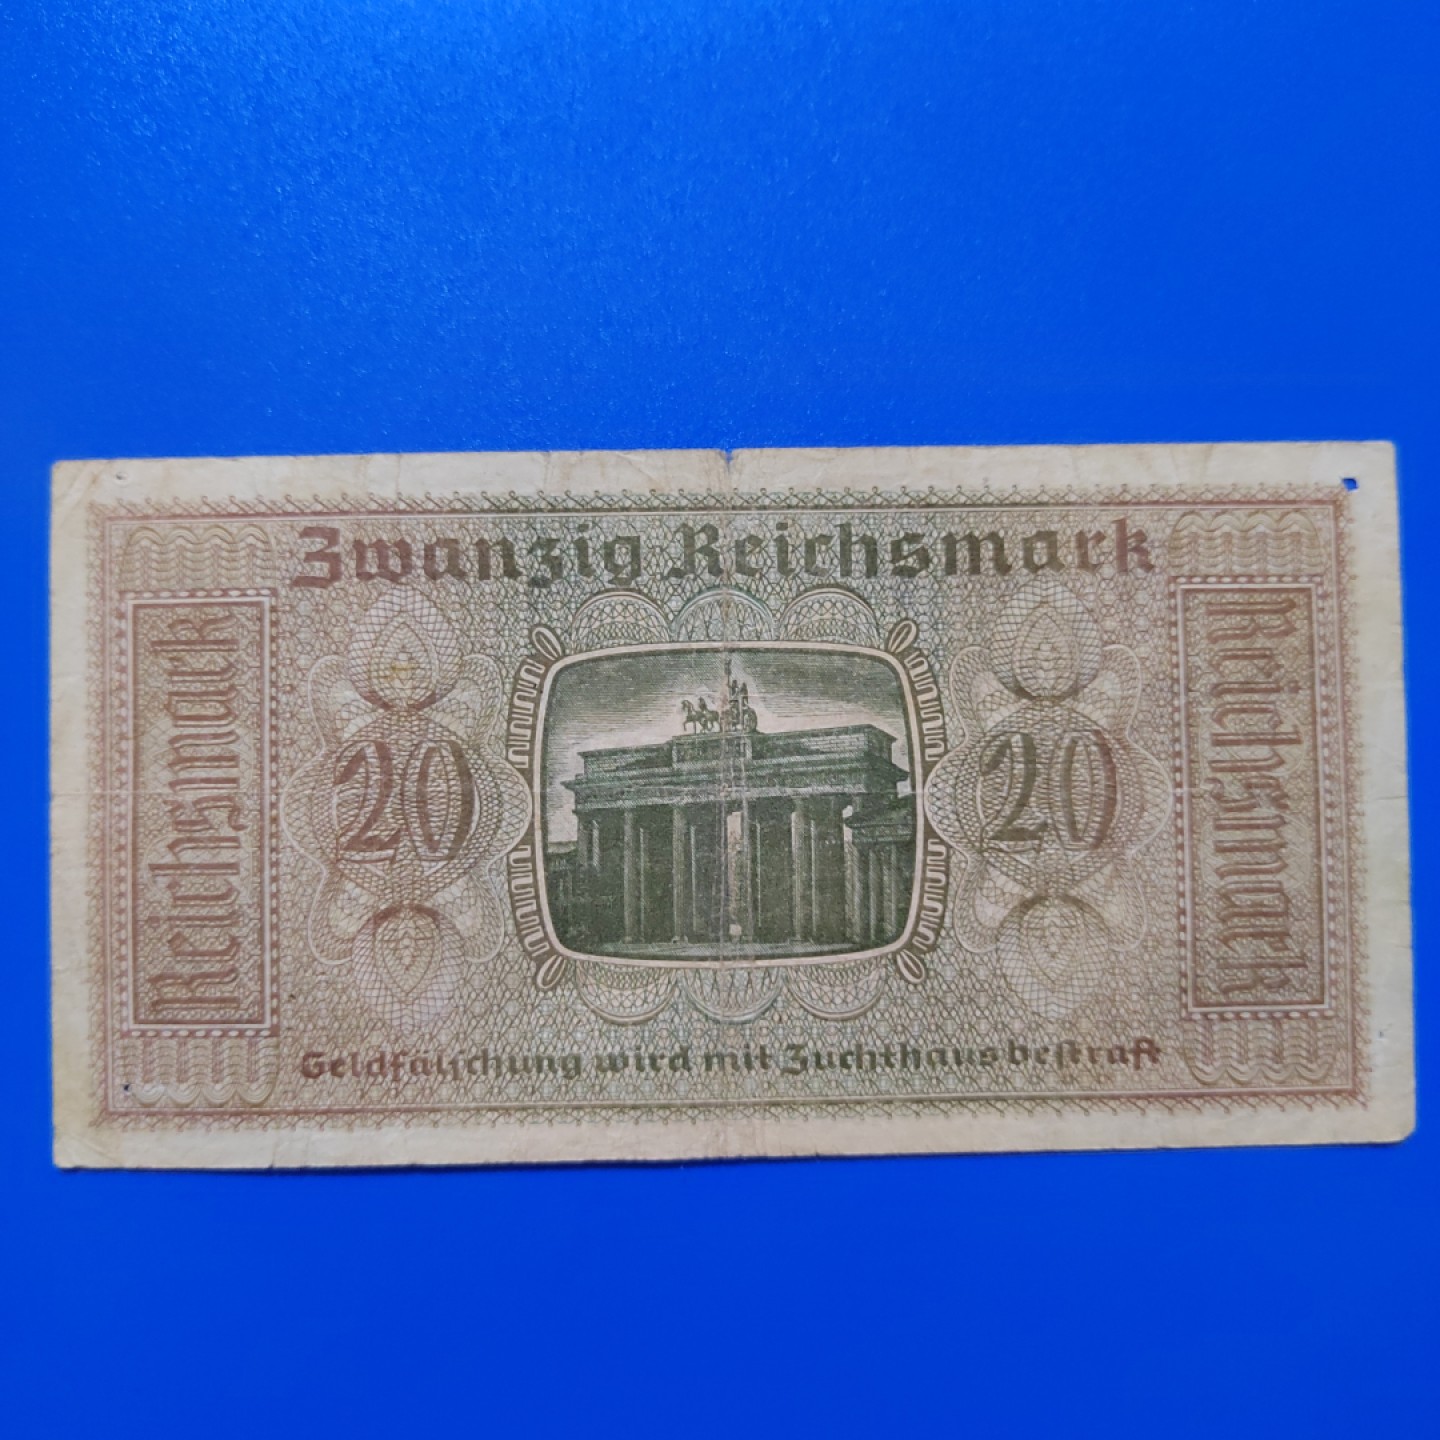 Zwanzig Reichsmark
Reichsmark
20
20
Reichsmark
Geldfälschung wird mit Zuchthaus bestraft